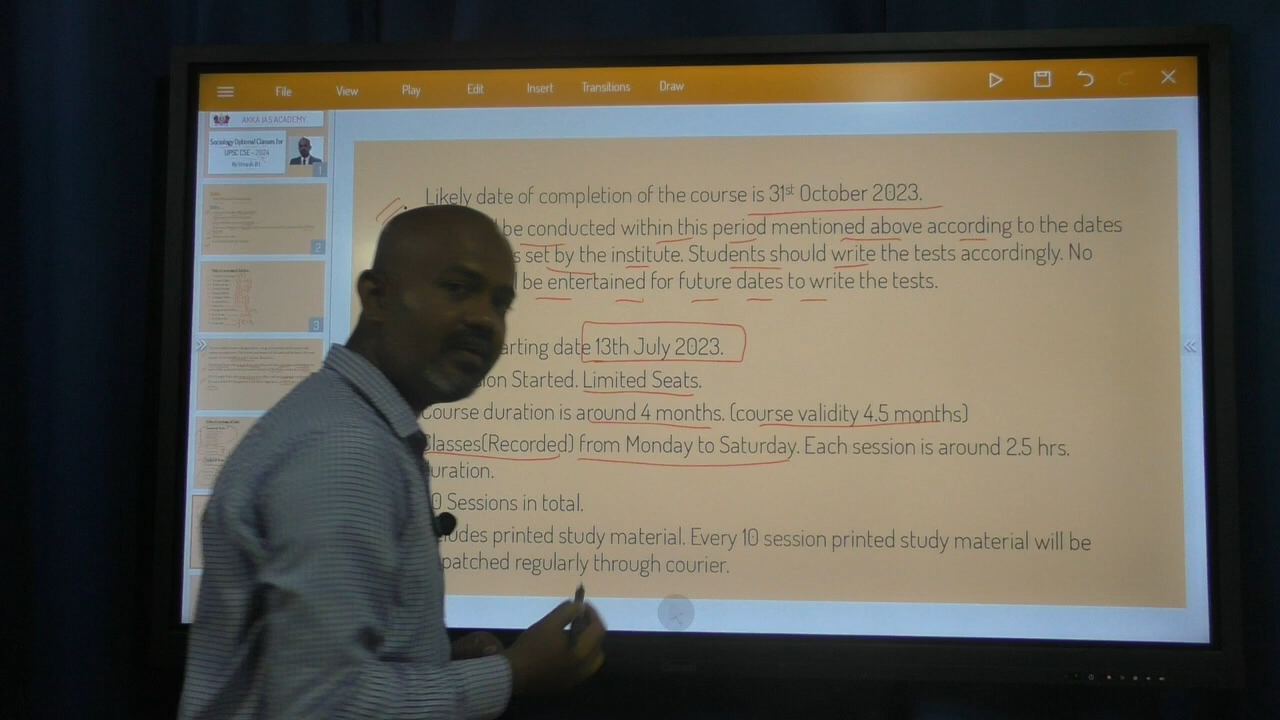 File View Play Edit Insert Transitions Draw
AKKA IAS ACADEMY
Sociology Optional Classes for
UPSC CSE - 2024
1
2
3
Likely date of completion of the course is 31st October 2023.
be conducted within this period mentioned above according to the dates
set by the institute. Students should write the tests accordingly. No
be entertained for future dates to write the tests.
arting date 13th July 2023.
ion Started. Limited Seats.
Course duration is around 4 months. (course validity 4.5 months)
Classes(Recorded) from Monday to Saturday. Each session is around 2.5 hrs.
duration.
0 Sessions in total.
ludes printed study material. Every 10 session printed study material will be
patched regularly through courier.